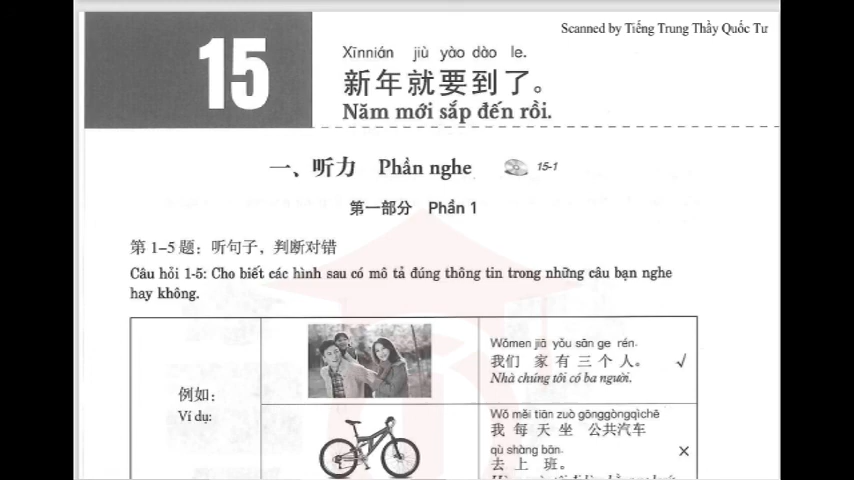 Scanned by Tiếng Trung Thầy Quốc Tư
15
Xīnnián jiù yào dào le.
新年就要到了。
Năm mới sắp đến rồi.
一、听力 Phần nghe 15-1
第一部分 Phần 1
第1-5题：听句子，判断对错
Câu hỏi 1-5: Cho biết các hình sau có mô tả đúng thông tin trong những câu bạn nghe
hay không.
例如：
Ví dụ:
Wǒmen jiā yǒu sān ge rén.
我们 家 有 三 个 人。 √
Nhà chúng tôi có ba người.
Wǒ měi tiān zuò gōnggòngqìchē
我 每 天 坐 公共汽车
qù shàng bān. ×
去 上 班。